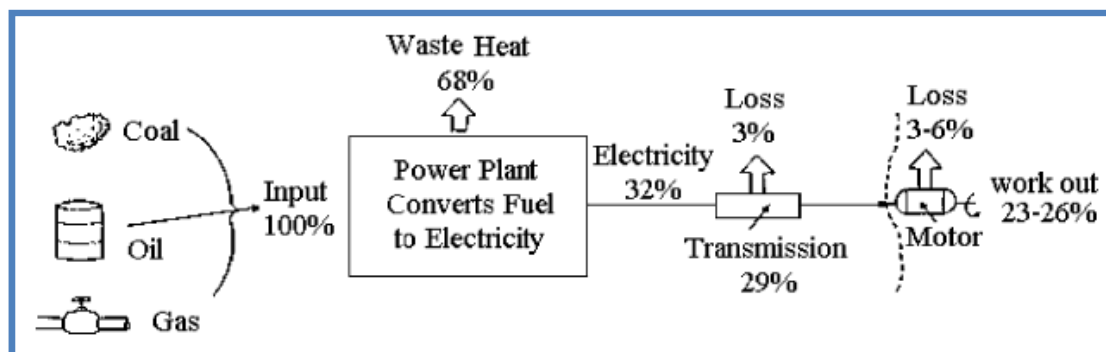 Waste Heat
68%
Coal
Oil
Gas
Input
100%
Power Plant
Converts Fuel
to Electricity
Electricity
32%
Loss
3%
Transmission
29%
Loss
3-6%
Motor
work out
23-26%